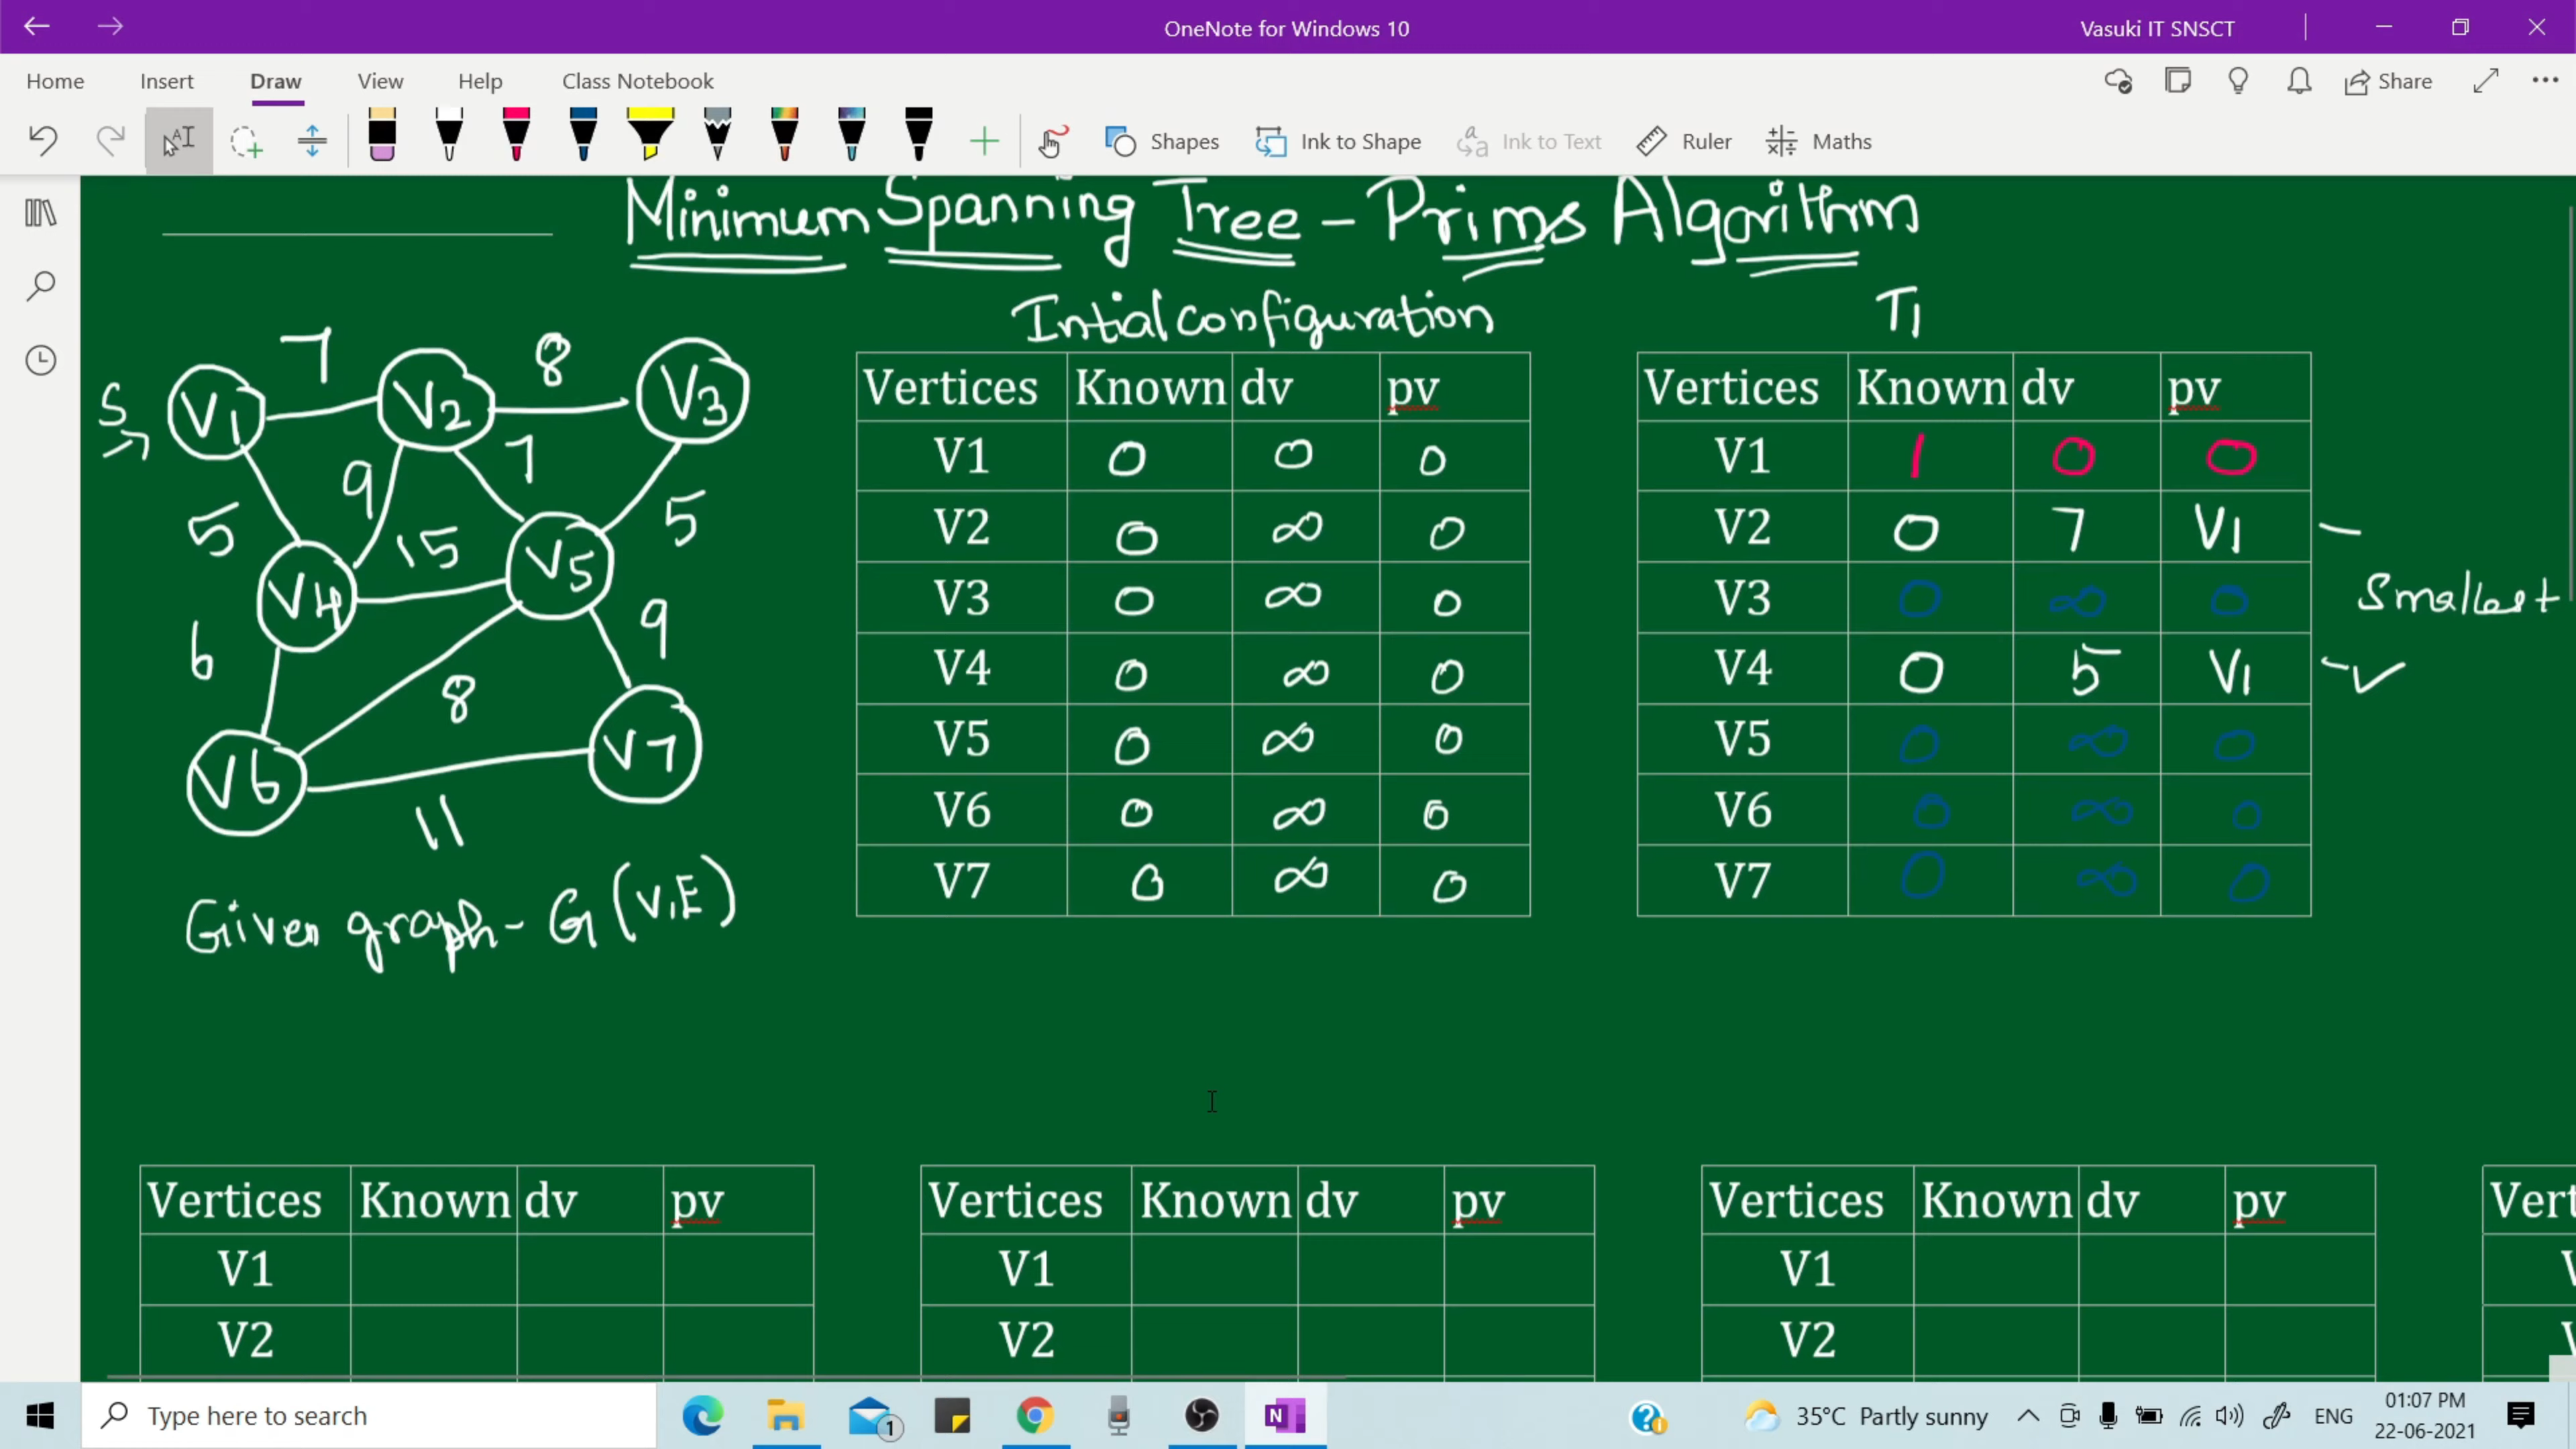 OneNote for Windows 10
Vasuki IT SNSCT
Home Insert Draw View Help Class Notebook
Share
Shapes Ink to Shape Ink to Text Ruler Maths
Minimum Spanning Tree - Prims Algorithm
Intial configuration
T1
S
V1 7 V2 8 V3
5 9 7 5
V4 15 V5
6 8 9
V6 11 V7
Given graph - G (V,E)
Vertices Known dv pv
V1 0 0 0
V2 0 ∞ 0
V3 0 ∞ 0
V4 0 ∞ 0
V5 0 ∞ 0
V6 0 ∞ 0
V7 0 ∞ 0
Vertices Known dv pv
V1 1 0 0
V2 0 7 V1
V3 0 ∞ 0
V4 0 5 V1
V5 0 ∞ 0
V6 0 ∞ 0
V7 0 ∞ 0
Smallest
Vertices Known dv pv
V1
V2
Vertices Known dv pv
V1
V2
Vertices Known dv pv
V1
V2
Vert
Type here to search
1
35°C Partly sunny
ENG
01:07 PM
22-06-2021